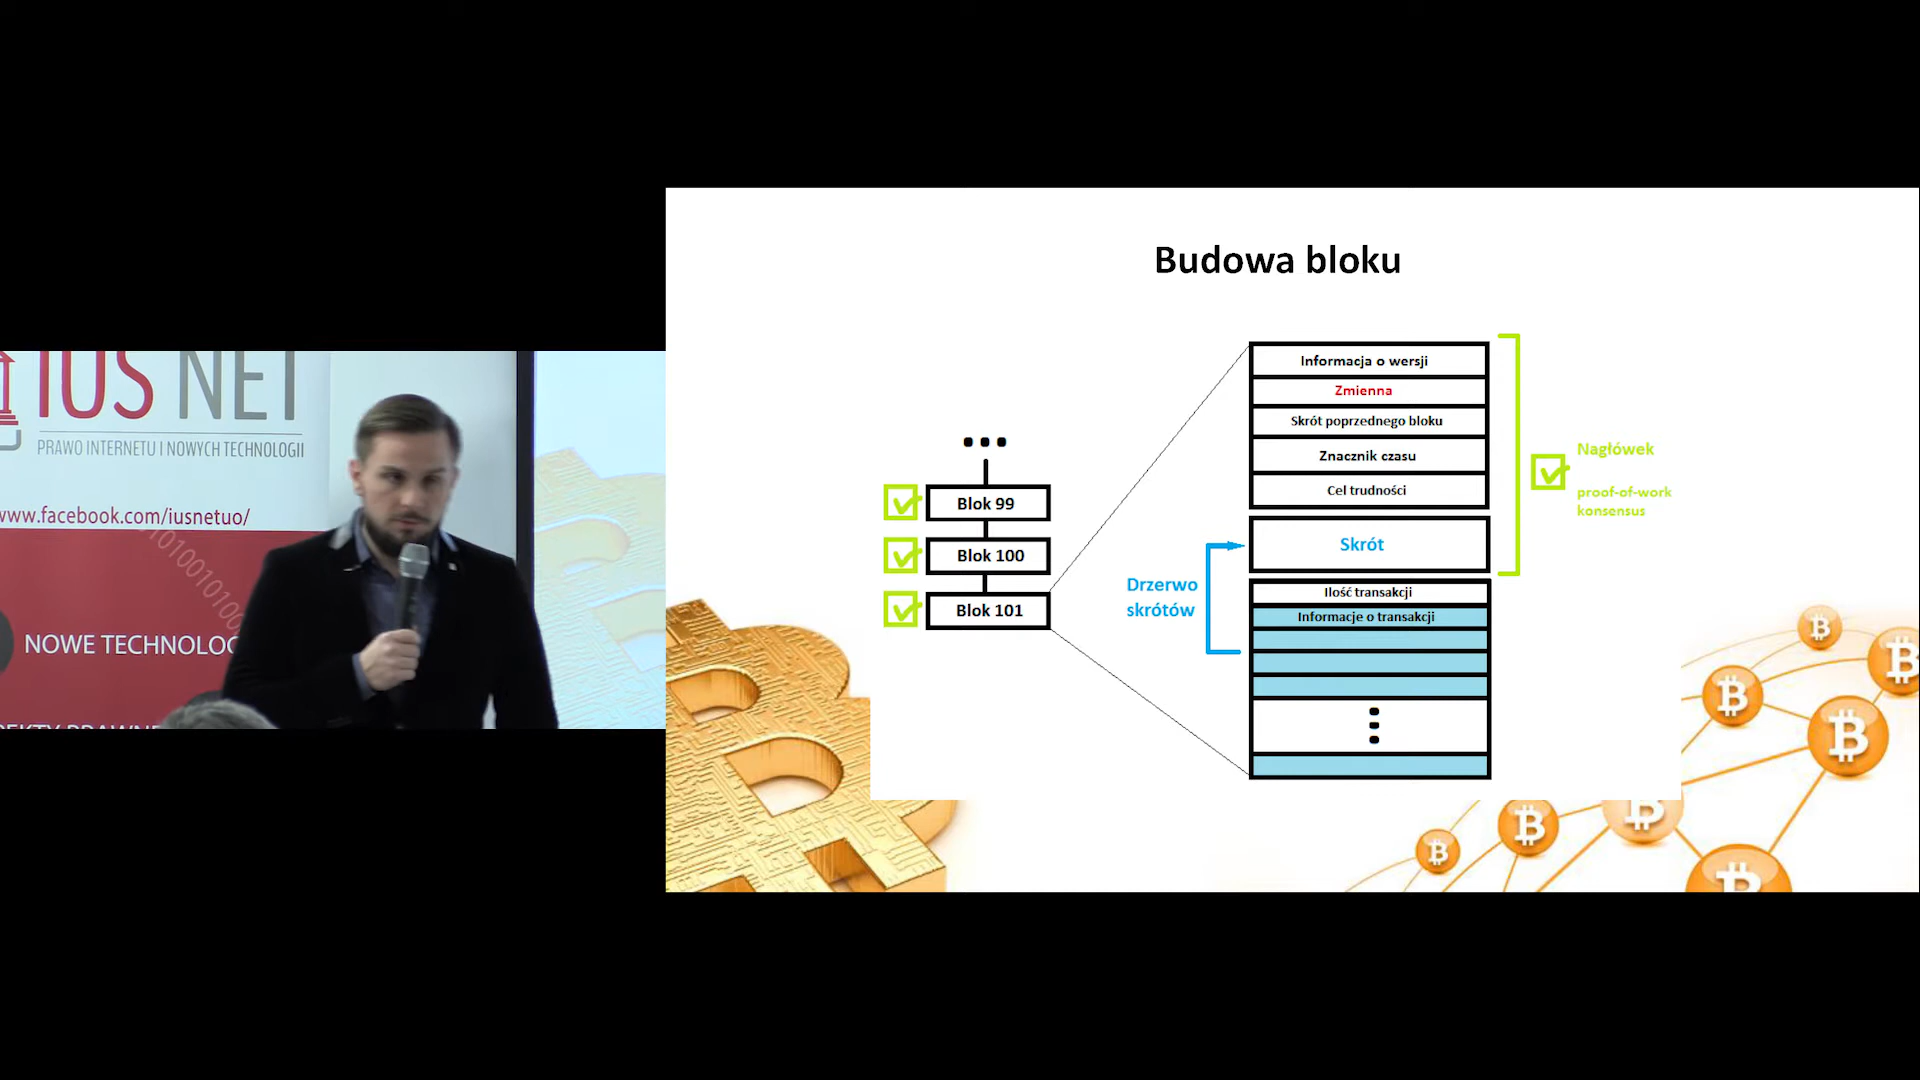 IUS NET
PRAWO INTERNETU I NOWYCH TECHNOLOGII
www.facebook.com/iusnetuo/
NOWE TECHNOLOG
Budowa bloku
Blok 99
Blok 100
Blok 101
Informacja o wersji
Zmienna
Skrót poprzednego bloku
Znacznik czasu
Cel trudności
Skrót
Drzerwo
skrótów
Ilość transakcji
Informacje o transakcji
Nagłówek
proof-of-work
konsensus